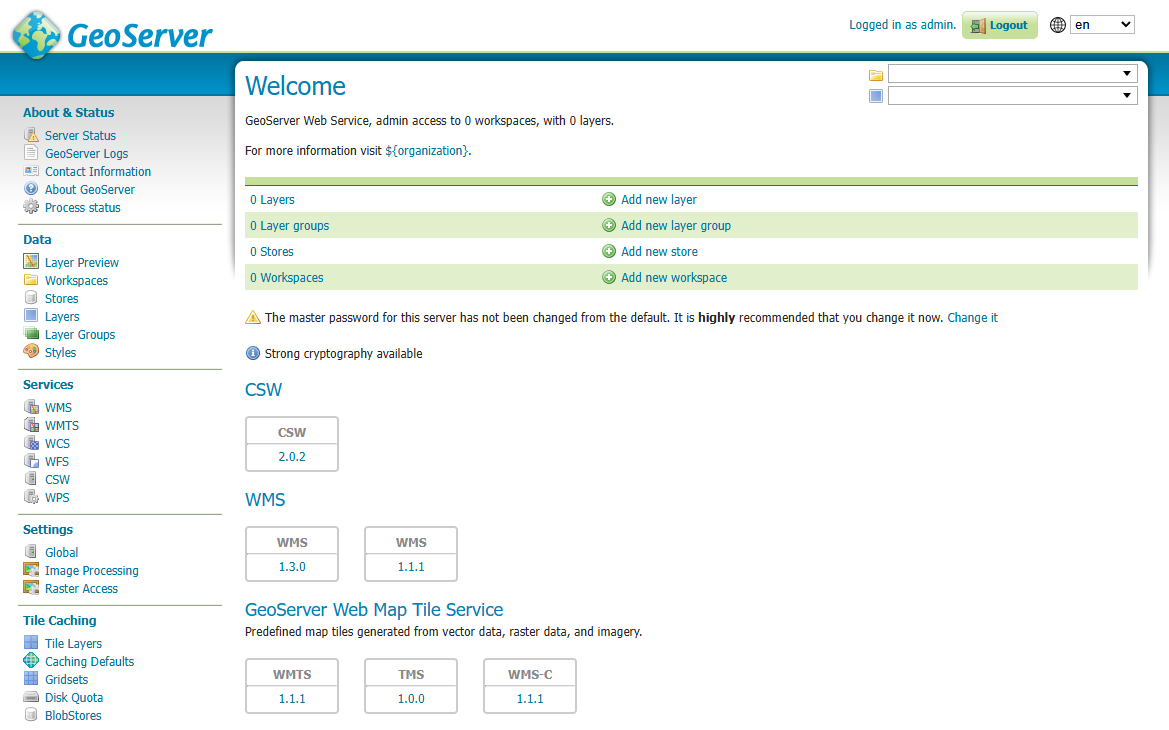 GeoServer
Logged in as admin. Logout en
About & Status
Server Status
GeoServer Logs
Contact Information
About GeoServer
Process status
Data
Layer Preview
Workspaces
Stores
Layers
Layer Groups
Styles
Services
WMS
WMTS
WCS
WFS
CSW
WPS
Settings
Global
Image Processing
Raster Access
Tile Caching
Tile Layers
Caching Defaults
Gridsets
Disk Quota
BlobStores
Welcome
GeoServer Web Service, admin access to 0 workspaces, with 0 layers.
For more information visit ${organization}.
0 Layers Add new layer
0 Layer groups Add new layer group
0 Stores Add new store
0 Workspaces Add new workspace
The master password for this server has not been changed from the default. It is highly recommended that you change it now. Change it
Strong cryptography available
CSW
CSW
2.0.2
WMS
WMS WMS
1.3.0 1.1.1
GeoServer Web Map Tile Service
Predefined map tiles generated from vector data, raster data, and imagery.
WMTS TMS WMS-C
1.1.1 1.0.0 1.1.1